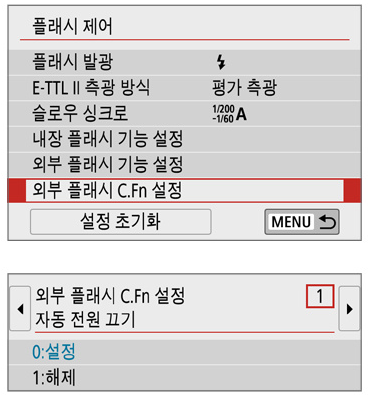 플래시 제어
플래시 발광 ⚡
E-TTL II 측광 방식 평가 측광
슬로우 싱크로 1/200-1/60 A
내장 플래시 기능 설정
외부 플래시 기능 설정
외부 플래시 C.Fn 설정
설정 초기화 MENU ↩
외부 플래시 C.Fn 설정 1
자동 전원 끄기
0:설정
1:해제